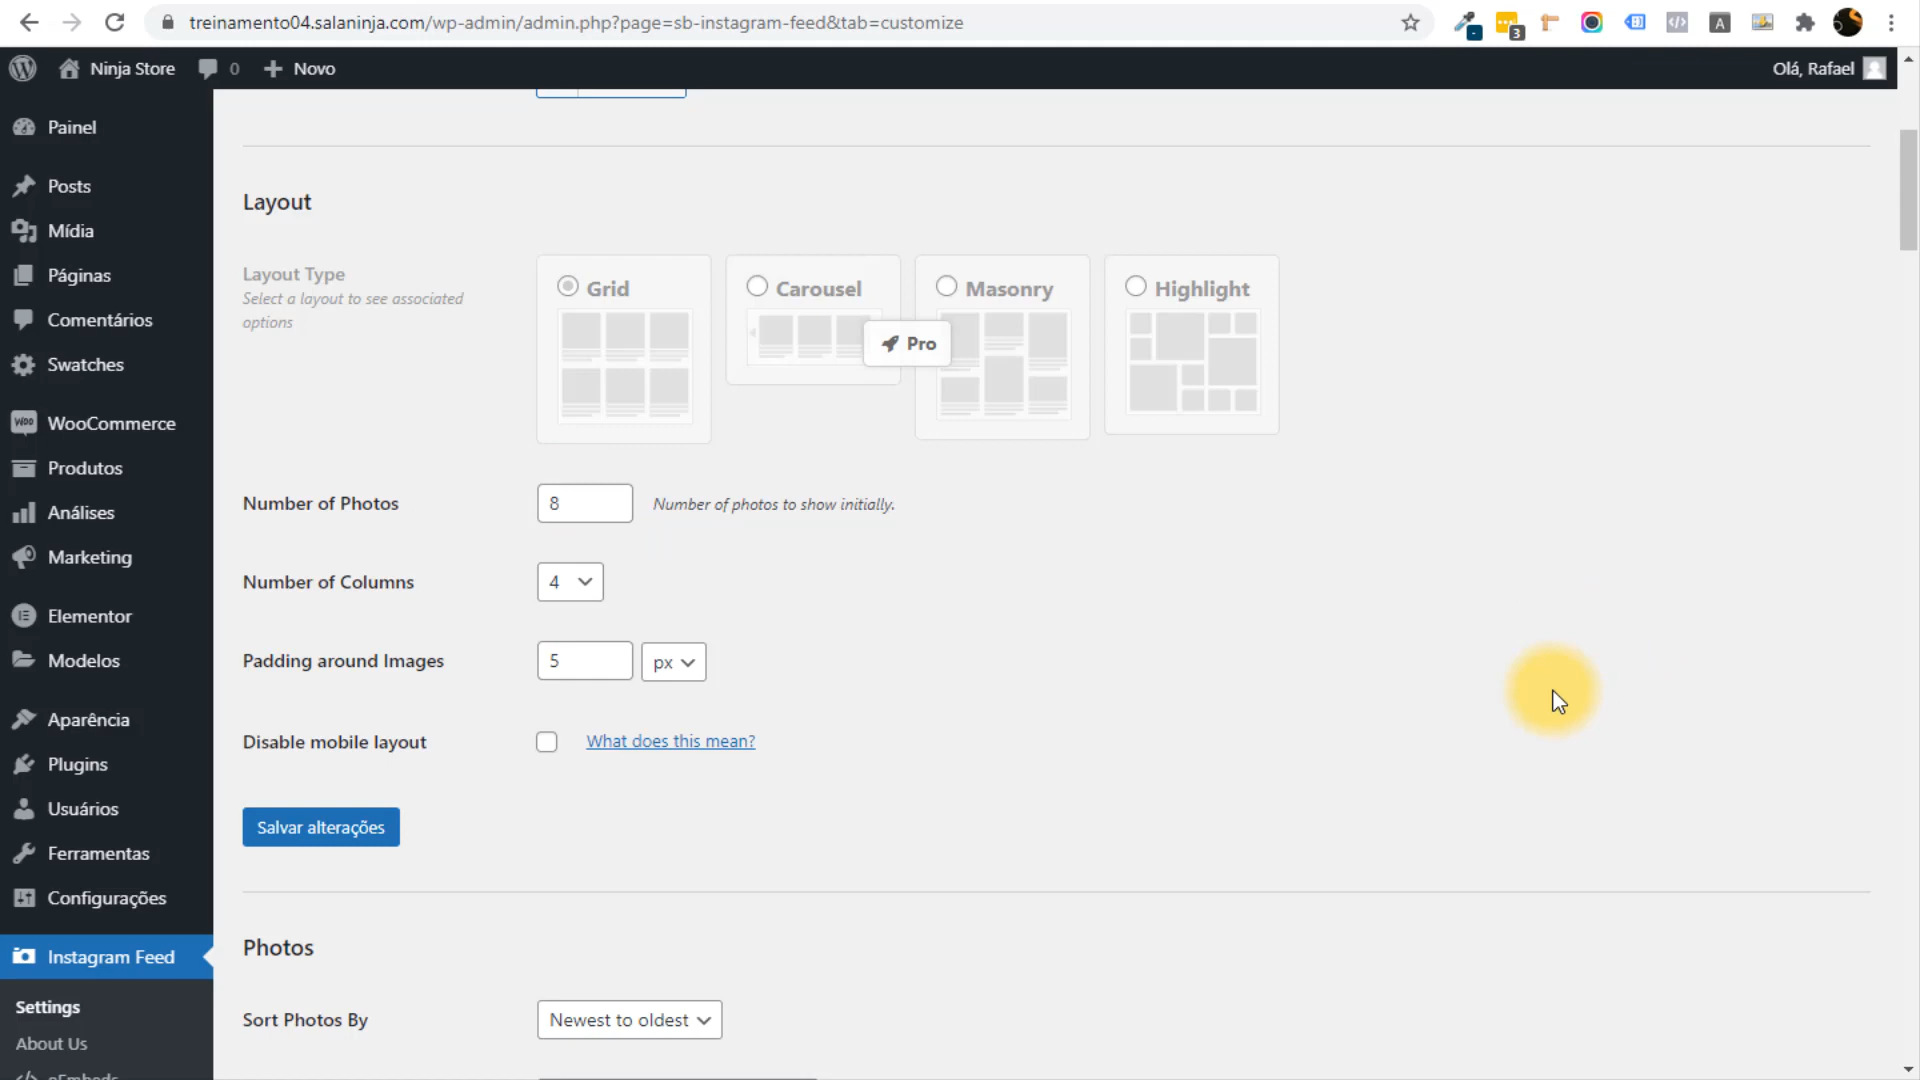 treinamento04.salaninja.com/wp-admin/admin.php?page=sb-instagram-feed&tab=customize
3
A
Ninja Store
0
Novo
Olá, Rafael
Painel
Posts
Mídia
Páginas
Comentários
Swatches
WooCommerce
Produtos
Análises
Marketing
Elementor
Modelos
Aparência
Plugins
Usuários
Ferramentas
Configurações
Instagram Feed
Settings
About Us
oEmbeds
Layout
Layout Type
Select a layout to see associated
options
Grid
Carousel
Masonry
Highlight
Pro
Number of Photos
8
Number of photos to show initially.
Number of Columns
4
Padding around Images
5
px
Disable mobile layout
What does this mean?
Salvar alterações
Photos
Sort Photos By
Newest to oldest